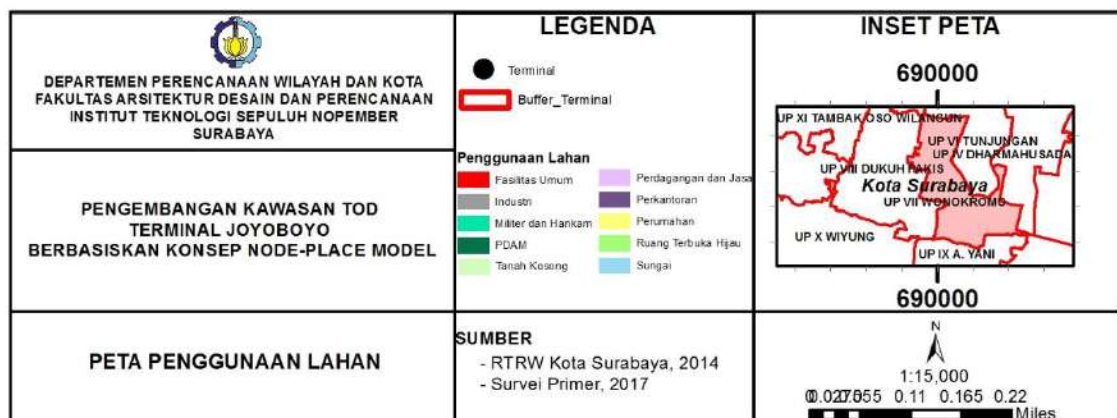 DEPARTEMEN PERENCANAAN WILAYAH DAN KOTA
FAKULTAS ARSITEKTUR DESAIN DAN PERENCANAAN
INSTITUT TEKNOLOGI SEPULUH NOPEMBER
SURABAYA
PENGEMBANGAN KAWASAN TOD
TERMINAL JOYOBOYO
BERBASISKAN KONSEP NODE-PLACE MODEL
PETA PENGGUNAAN LAHAN
LEGENDA
Terminal
Buffer_Terminal
Penggunaan Lahan
Fasilitas Umum
Industri
Militer dan Hankam
PDAM
Tanah Kosong
Perdagangan dan Jasa
Perkantoran
Perumahan
Ruang Terbuka Hijau
Sungai
SUMBER
- RTRW Kota Surabaya, 2014
- Survei Primer, 2017
INSET PETA
690000
UP XI TAMBAK OSO WILANGUN
UP VI TUNJUNGAN
UP IV DHARMAHUSADA
UP VIII DUKUH PAKIS
Kota Surabaya
UP VII WONOKROMO
UP X WIYUNG
UP IX A. YANI
690000
N
1:15,000
0 0.0275 0.055 0.11 0.165 0.22
Miles